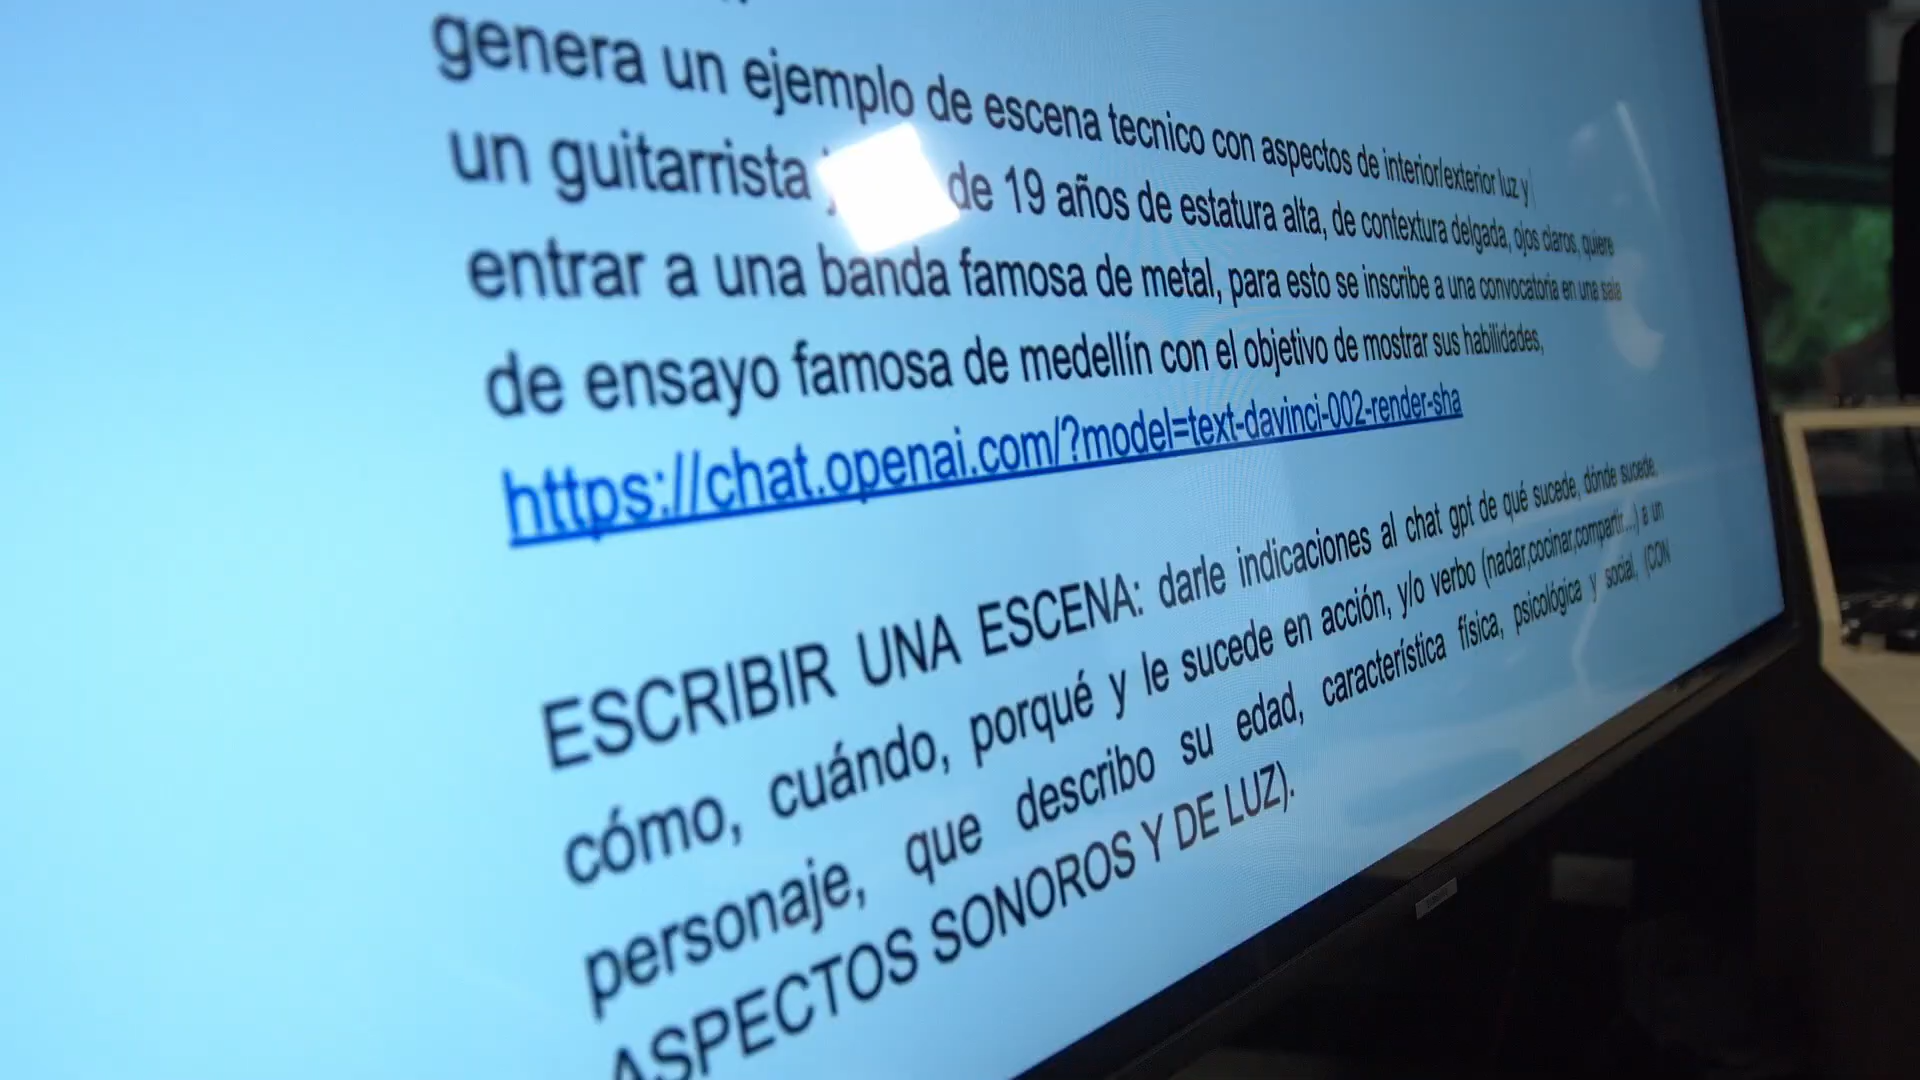 genera un ejemplo de escena tecnico con aspectos de interior/exterior luz y
un guitarrista de 19 años de estatura alta, de contextura delgada, ojos claros, quiere
entrar a una banda famosa de metal, para esto se inscribe a una convocatoria en una sala
de ensayo famosa de medellín con el objetivo de mostrar sus habilidades,
https://chat.openai.com/?model=text-davinci-002-render-sha
ESCRIBIR UNA ESCENA: darle indicaciones al chat gpt de qué sucede, dónde sucede,
cómo, cuándo, porqué y le sucede en acción, y/o verbo (nadar,cocinar,compartir...) a un
personaje, que describo su edad, característica física, psicológica y social, (CON
ASPECTOS SONOROS Y DE LUZ).